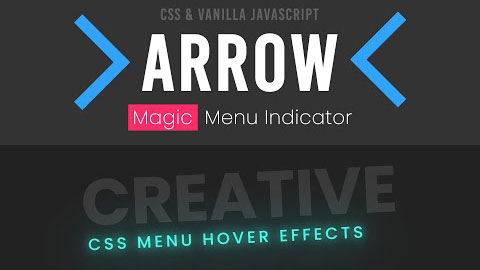 CSS & VANILLA JAVASCRIPT
ARROW
Magic Menu Indicator
CREATIVE
CSS MENU HOVER EFFECTS